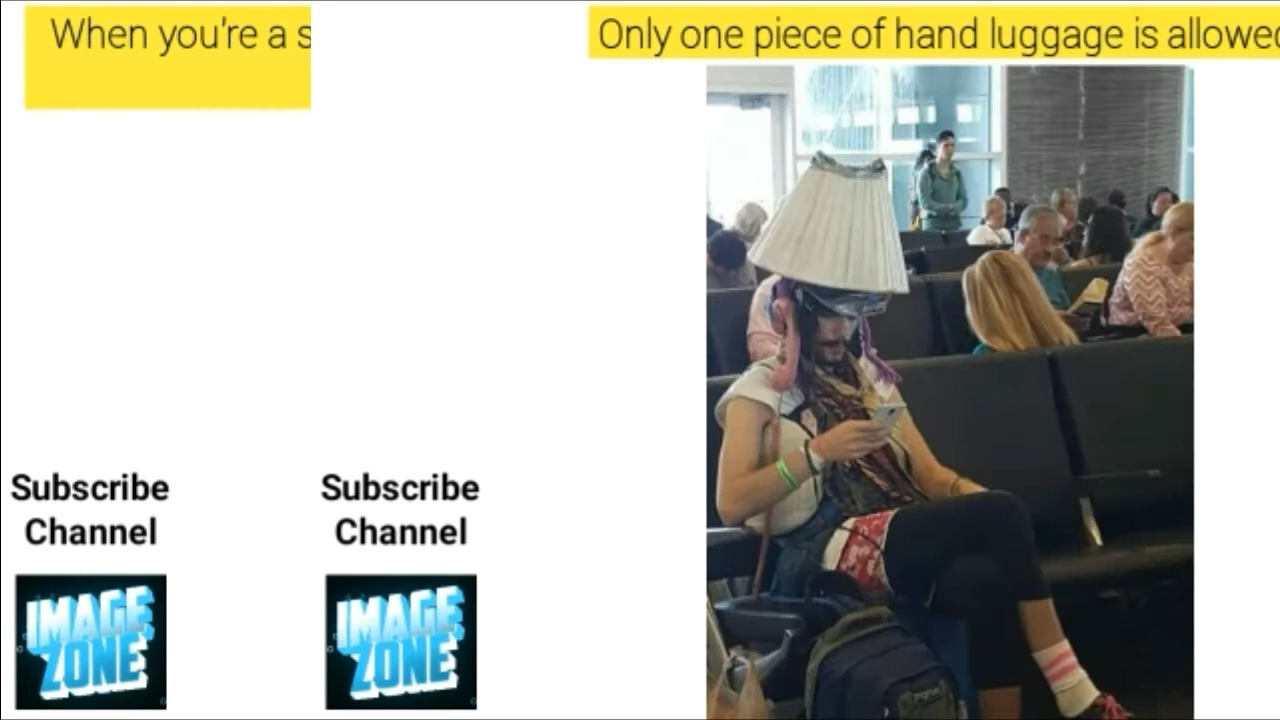 When you're a
Only one piece of hand luggage is allowed
Subscribe
Channel
Subscribe
Channel
IMAGE
ZONE
IMAGE
ZONE